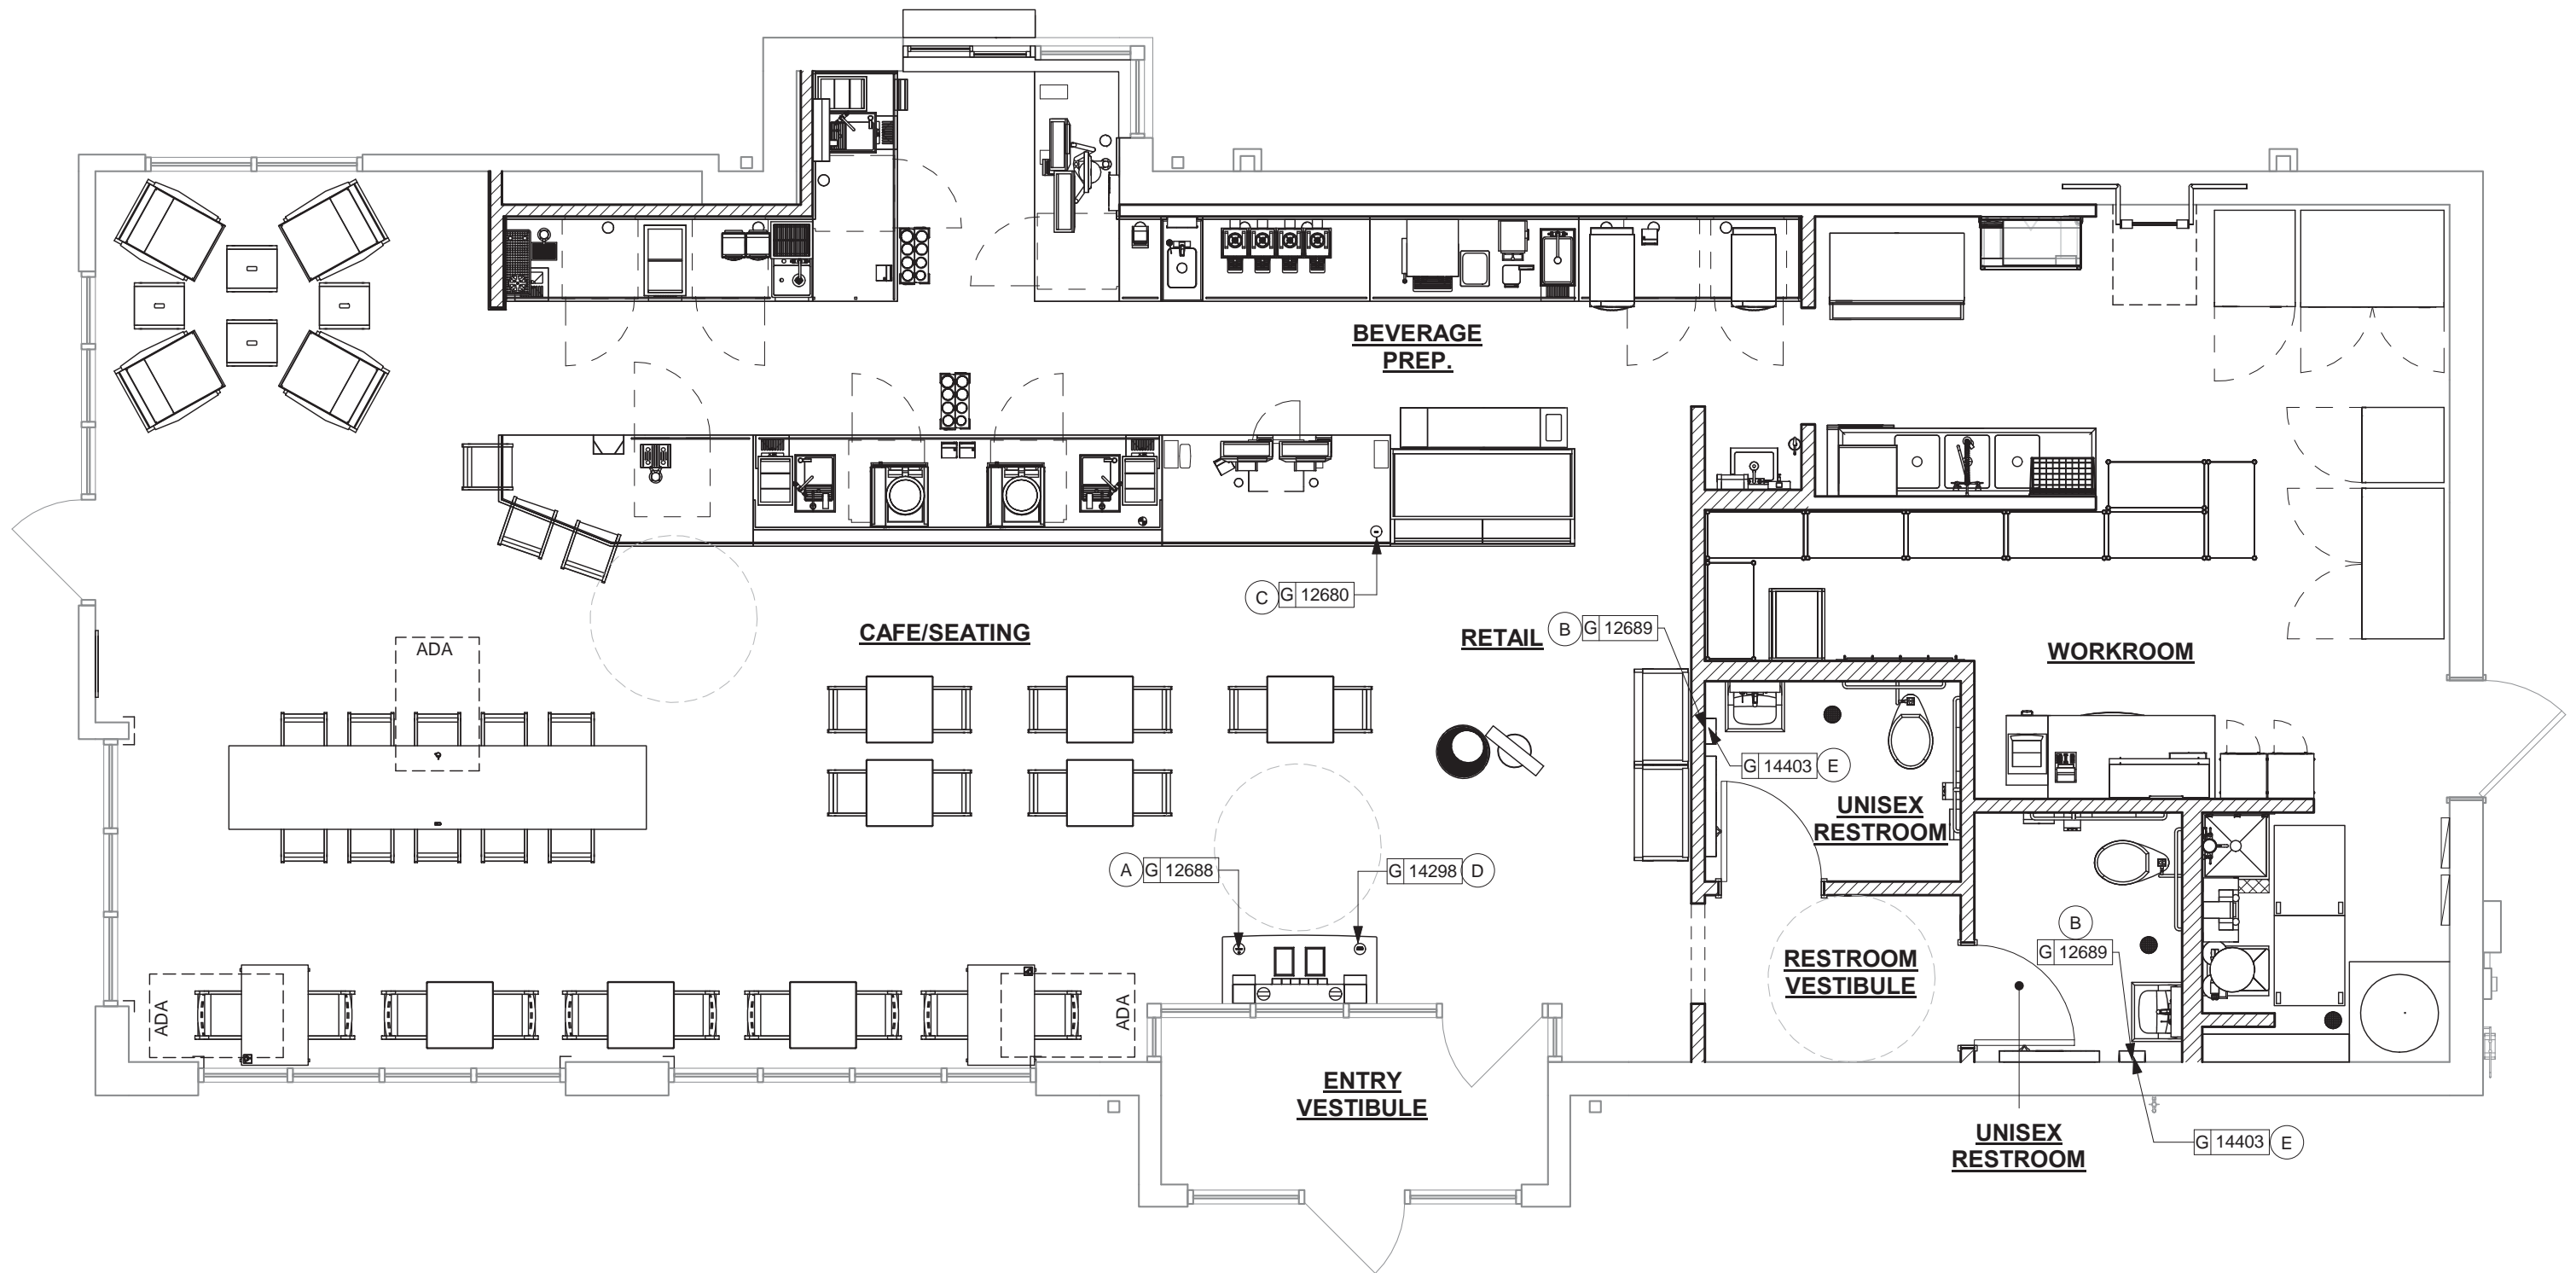 BEVERAGE
PREP.
C G 12680
CAFE/SEATING
RETAIL
B G 12689
ADA
WORKROOM
G 14403 E
UNISEX
RESTROOM
A G 12688
G 14298 D
B
G 12689
RESTROOM
VESTIBULE
ADA
ADA
ENTRY
VESTIBULE
UNISEX
RESTROOM
G 14403 E